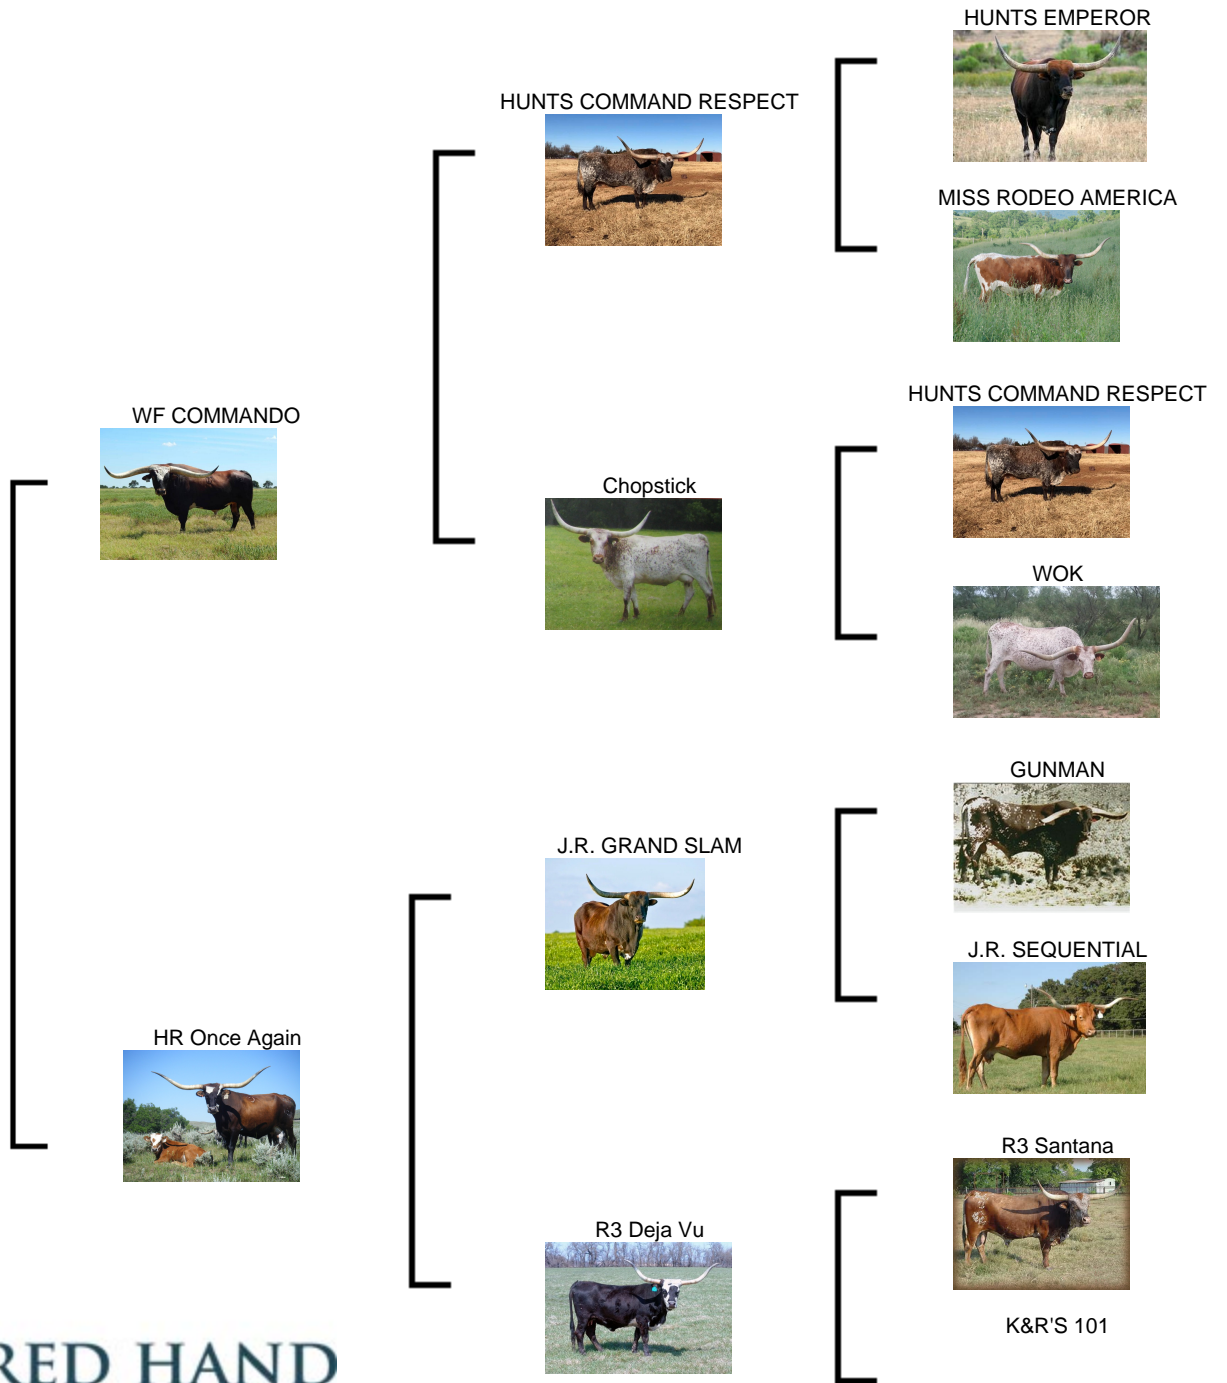 HUNTS EMPEROR
HUNTS COMMAND RESPECT
MISS RODEO AMERICA
HUNTS COMMAND RESPECT
WF COMMANDO
Chopstick
WOK
GUNMAN
J.R. GRAND SLAM
J.R. SEQUENTIAL
HR Once Again
R3 Santana
R3 Deja Vu
K&R'S 101
RED HAND